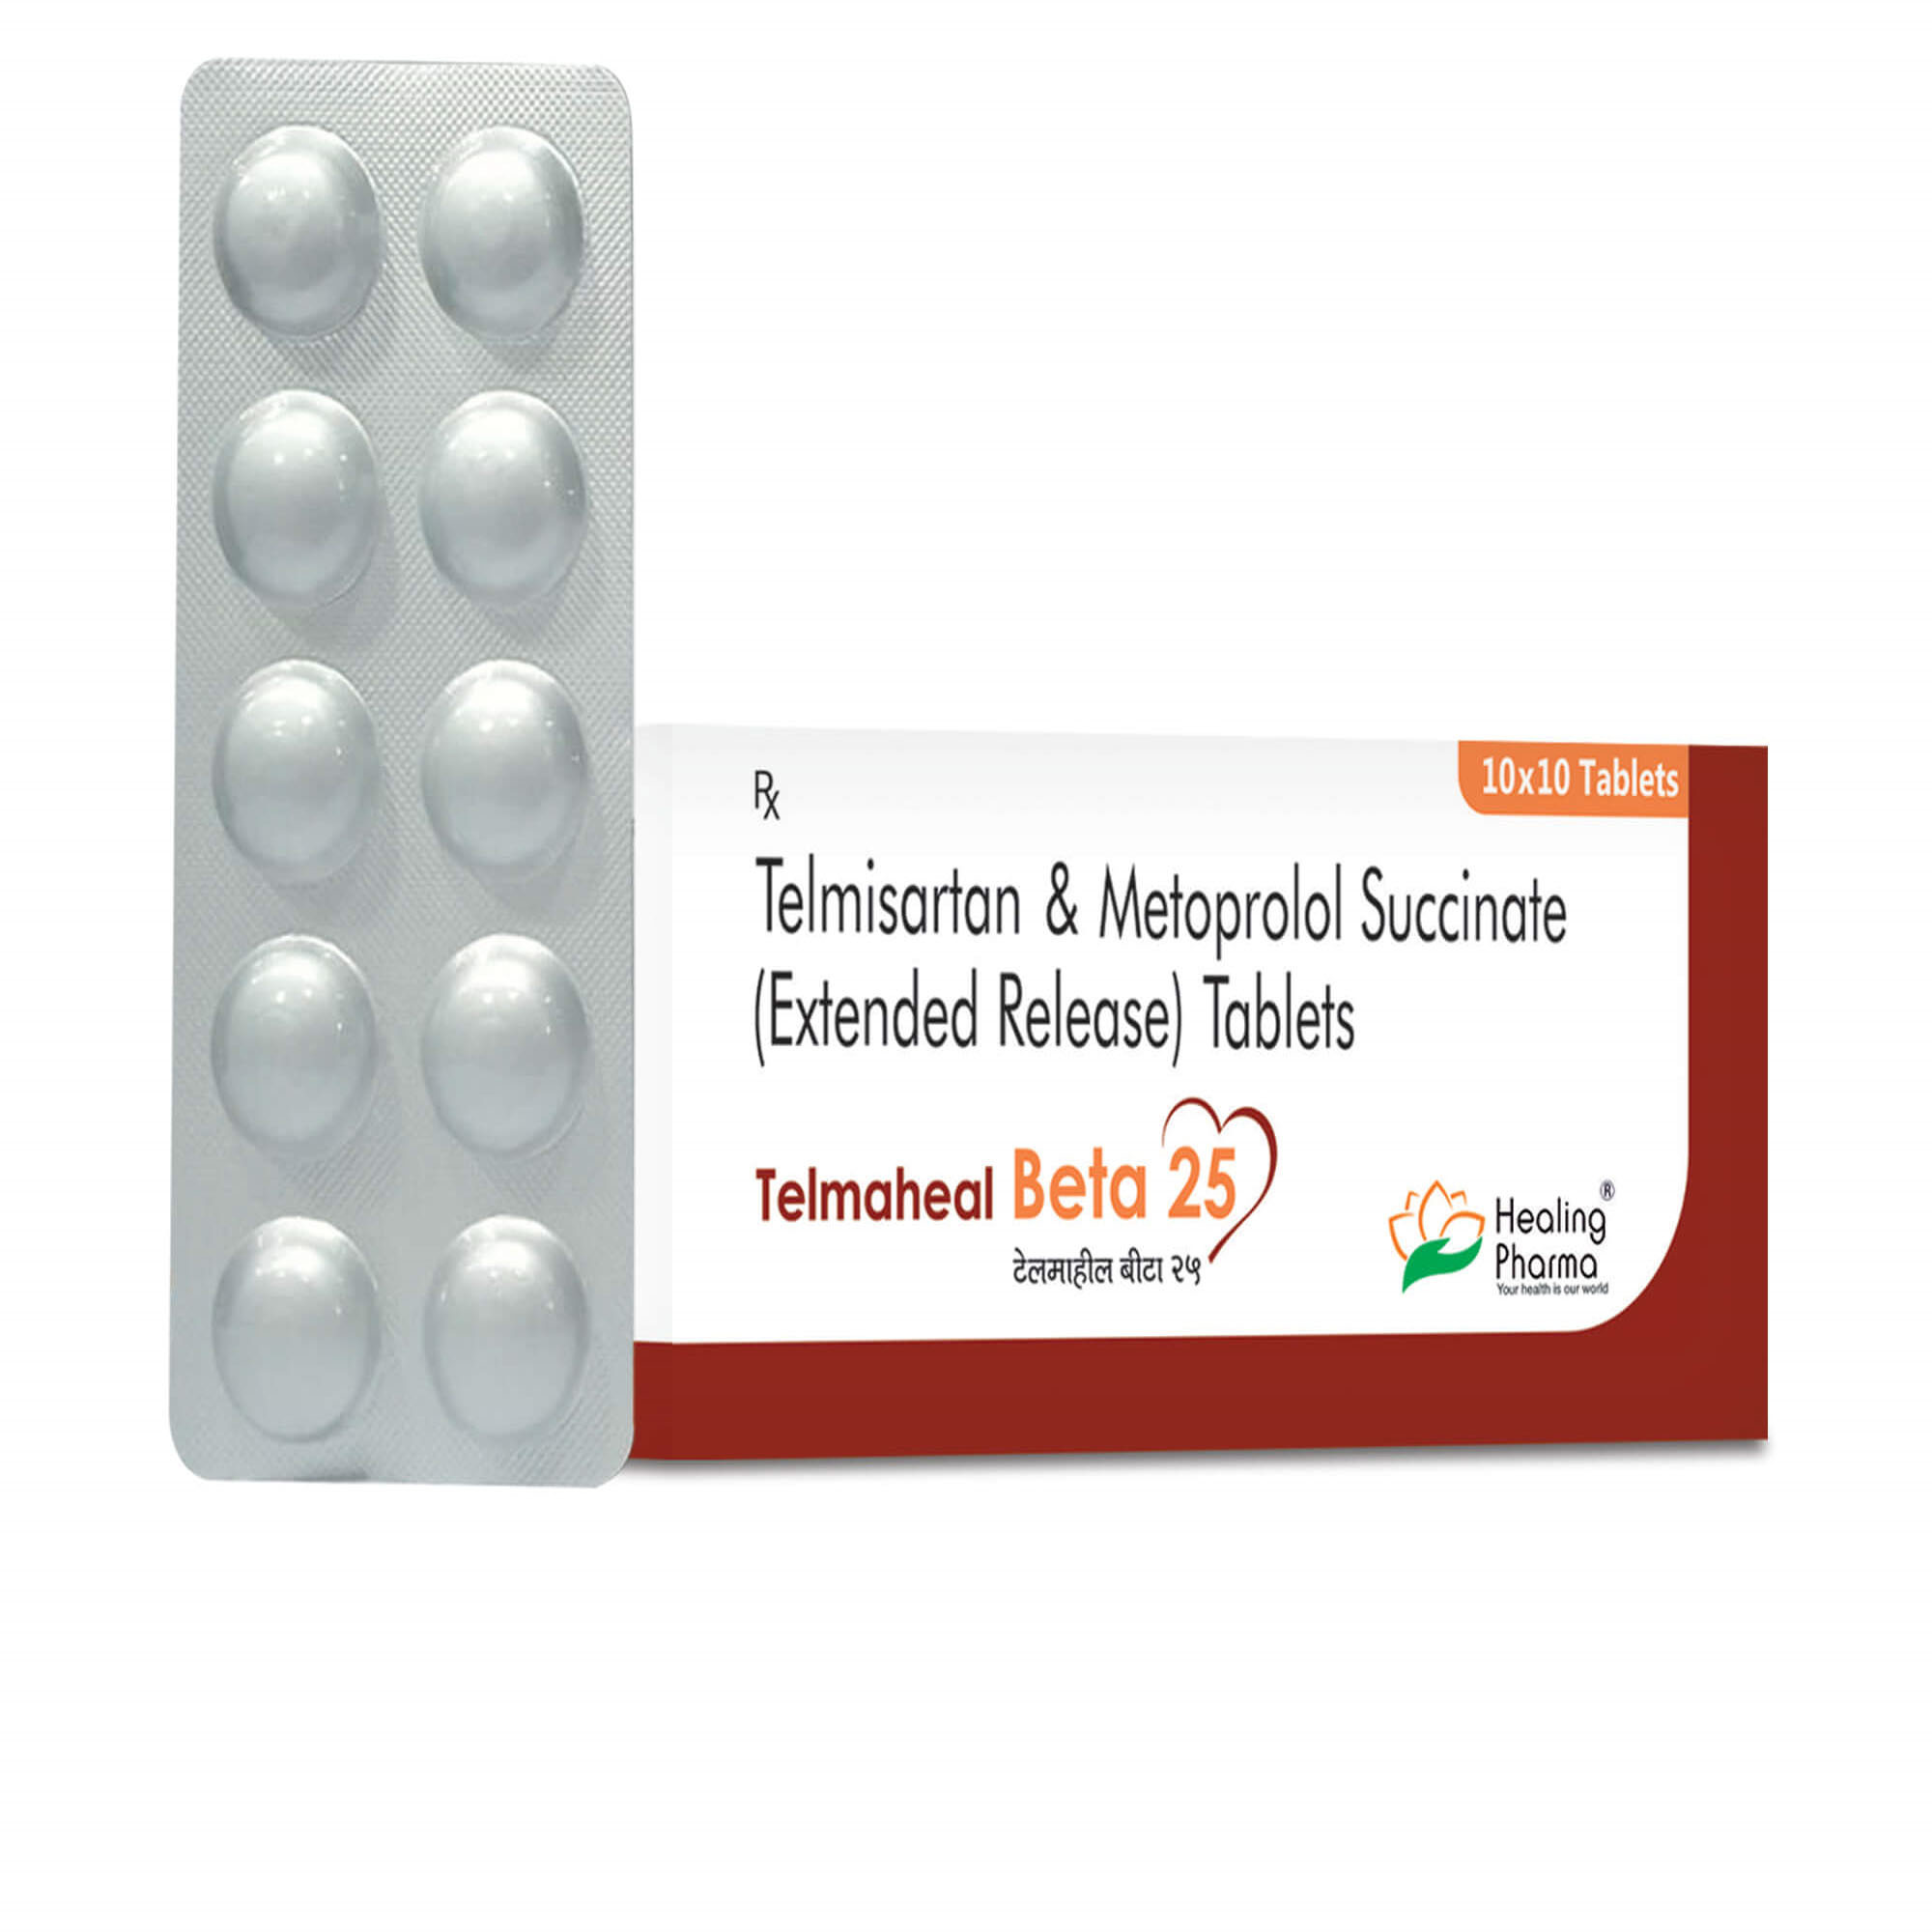 Rx
10x10 Tablets
Telmisartan & Metoprolol Succinate
(Extended Release) Tablets
Telmaheal Beta 25
टेलमाहील बीटा २५
Healing®
Pharma
Your health is our world